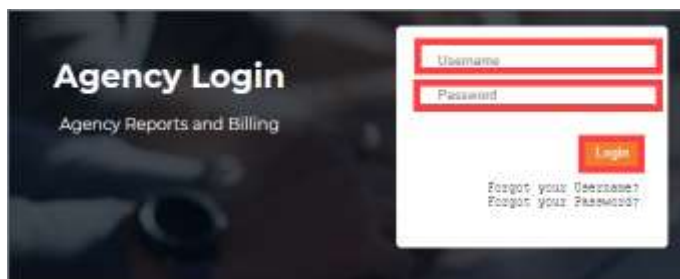 Agency Login
Agency Reports and Billing
Username
Password
Login
Forgot your Username?
Forgot your Password?